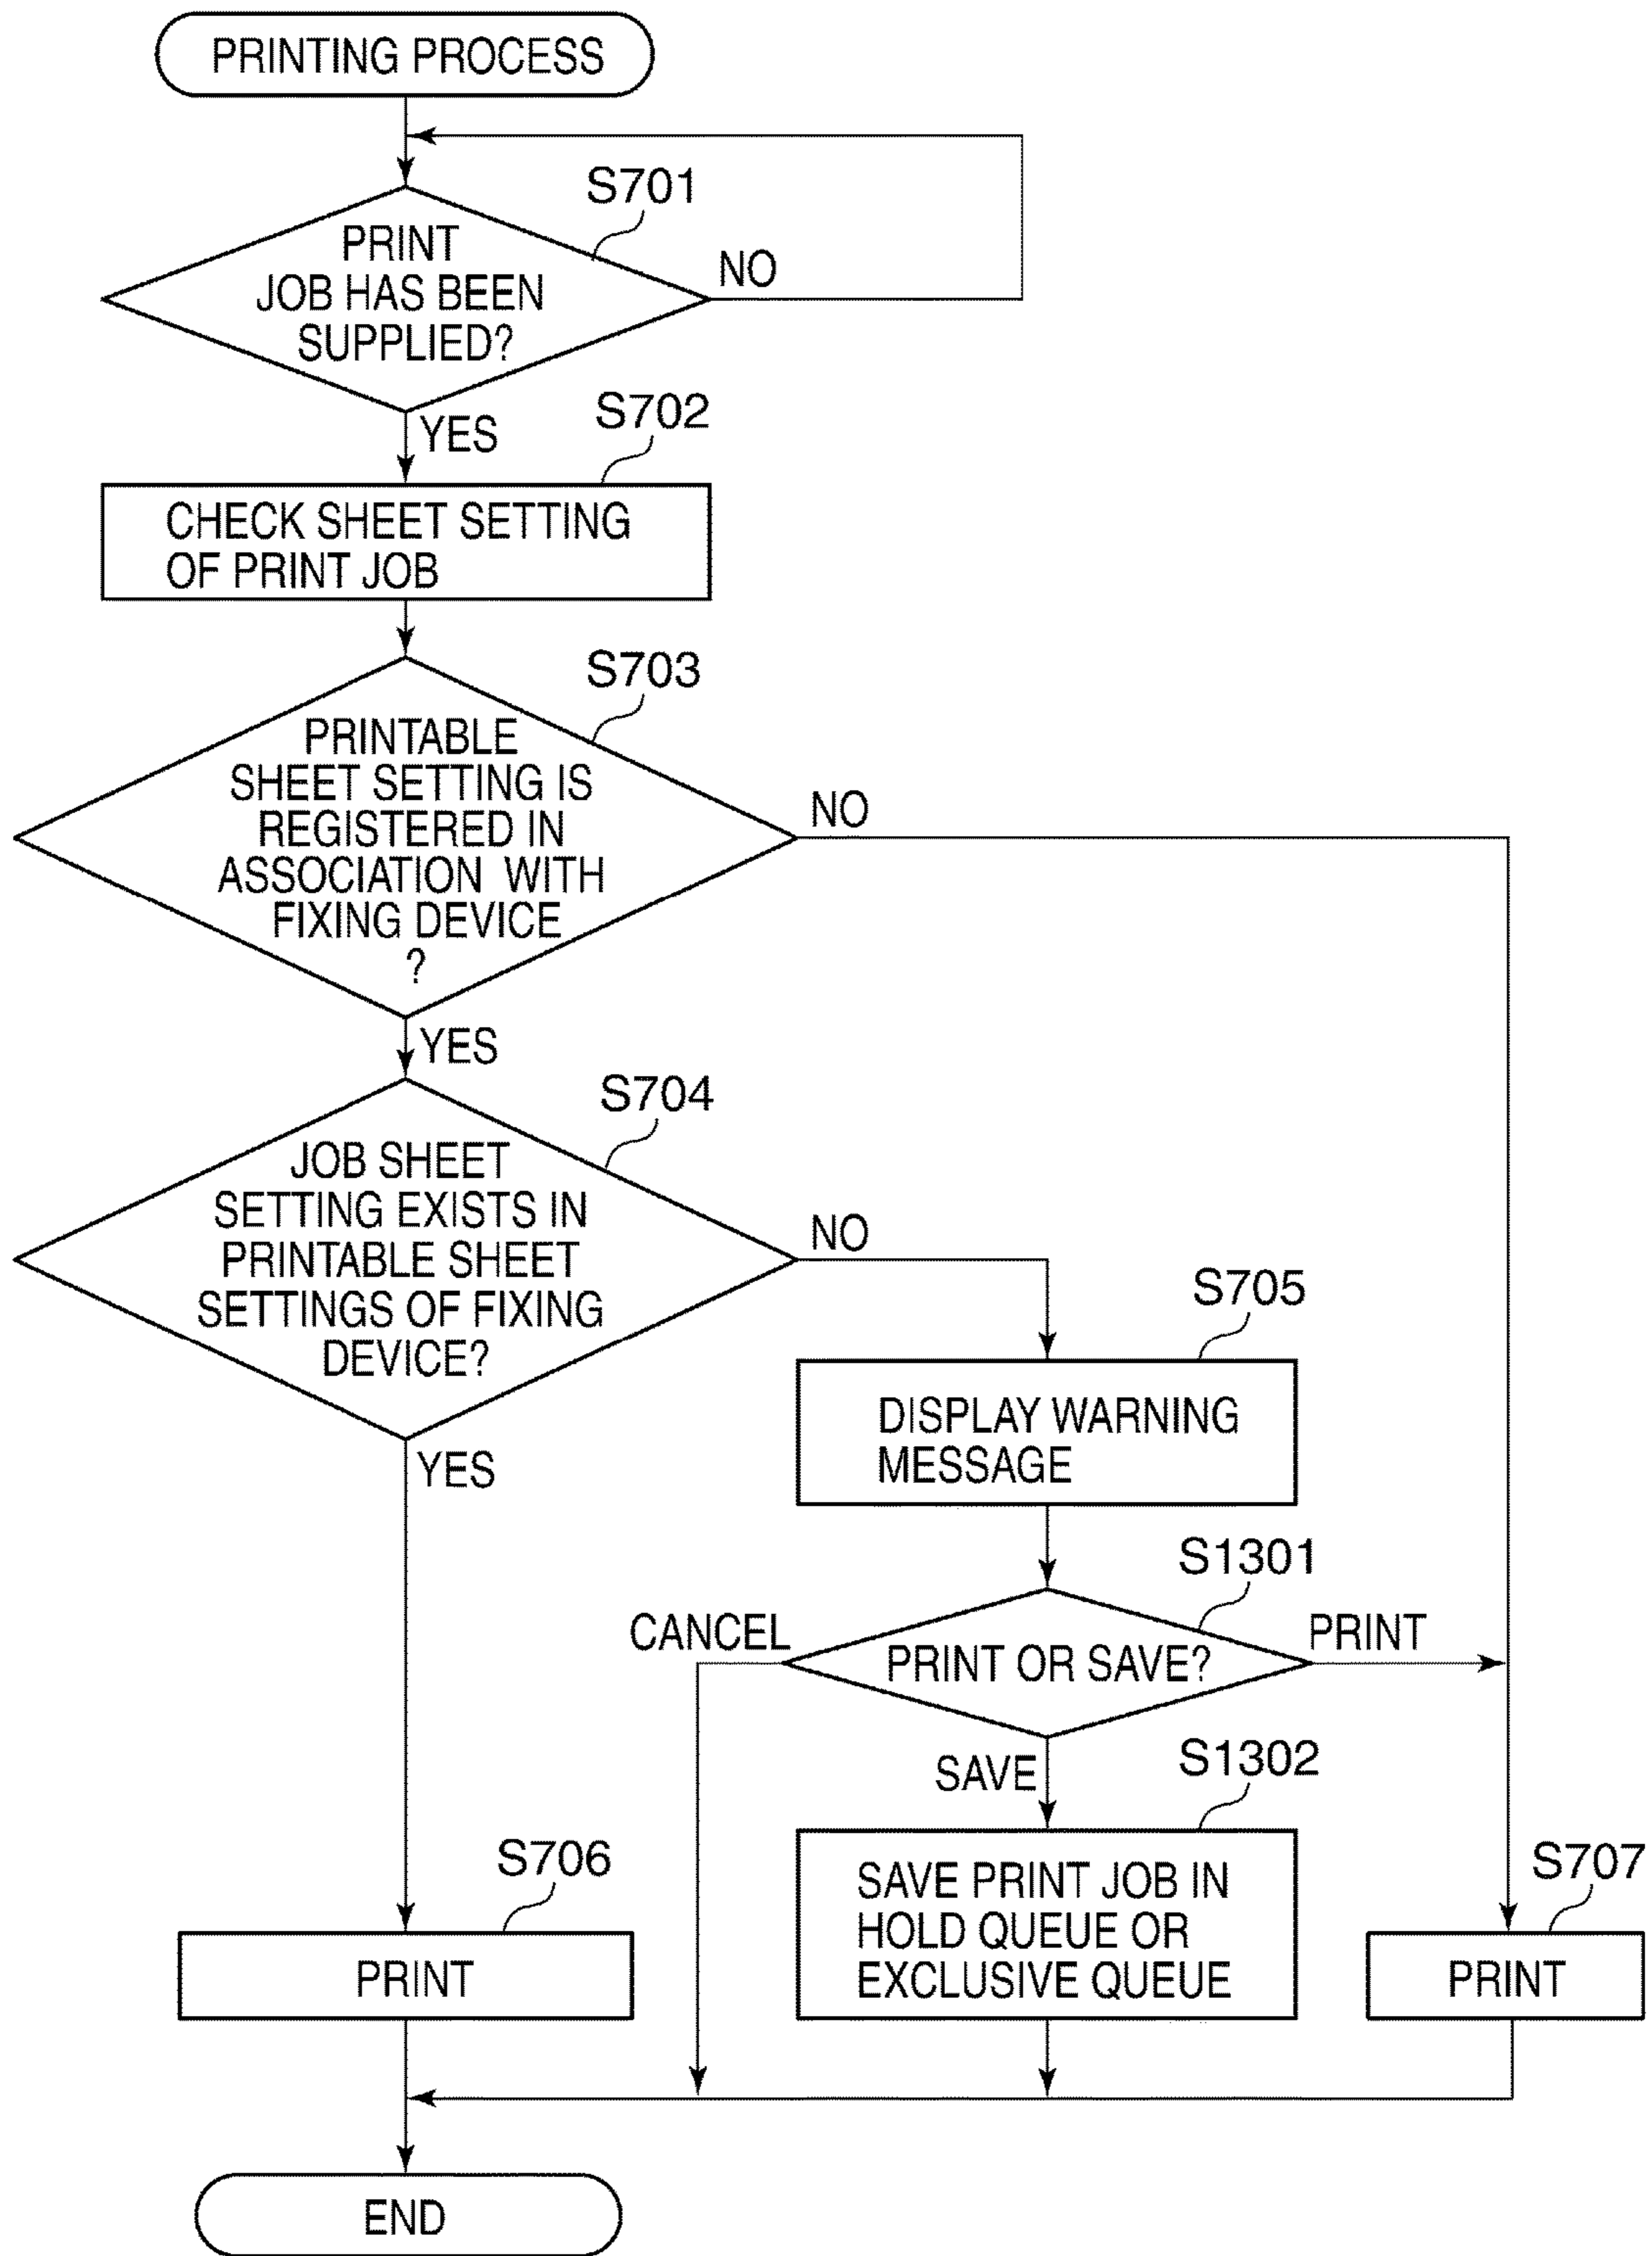 PRINTING PROCESS
S701
PRINT
JOB HAS BEEN
SUPPLIED?
NO
YES
S702
CHECK SHEET SETTING
OF PRINT JOB
S703
PRINTABLE
SHEET SETTING IS
REGISTERED IN
ASSOCIATION WITH
FIXING DEVICE
?
NO
YES
S704
JOB SHEET
SETTING EXISTS IN
PRINTABLE SHEET
SETTINGS OF FIXING
DEVICE?
NO
YES
S705
DISPLAY WARNING
MESSAGE
S1301
CANCEL
PRINT OR SAVE?
PRINT
SAVE
S1302
SAVE PRINT JOB IN
HOLD QUEUE OR
EXCLUSIVE QUEUE
S706
PRINT
S707
PRINT
END